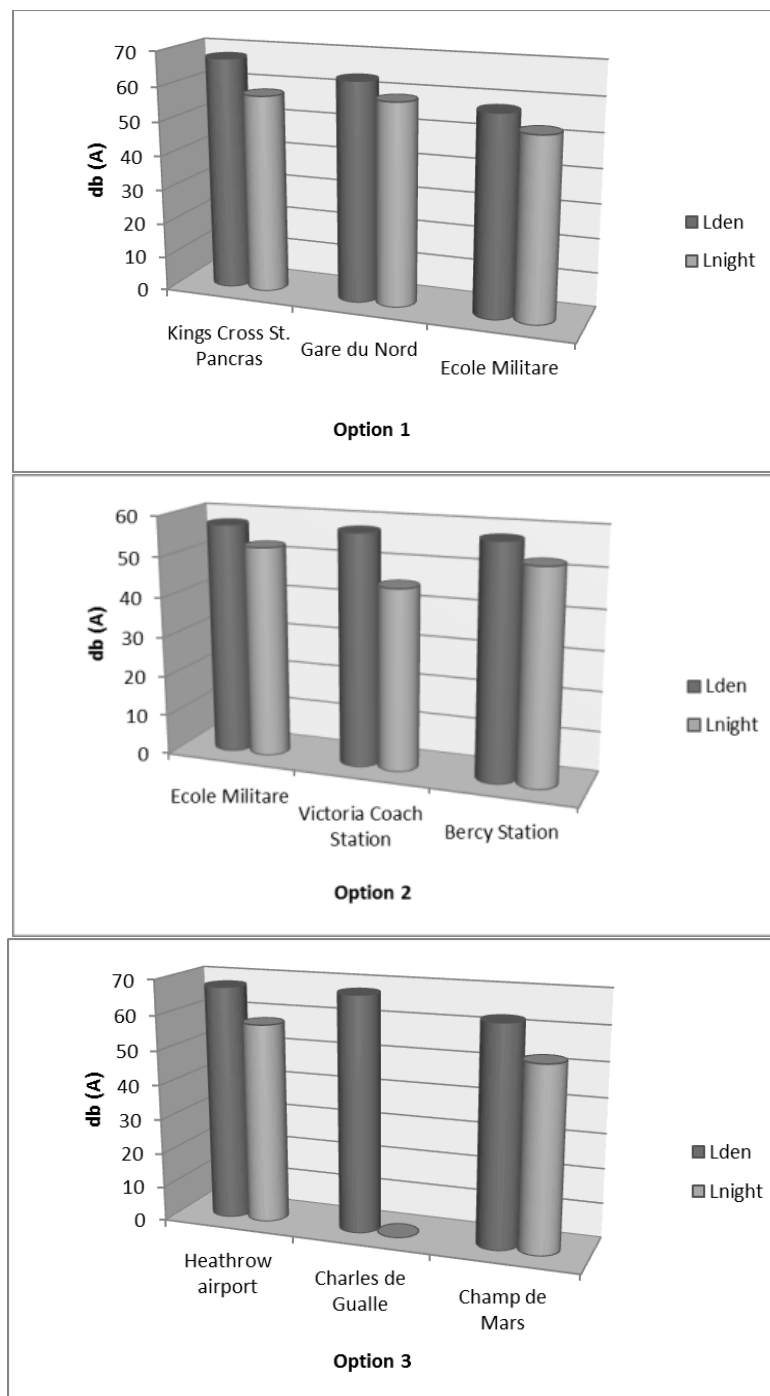 70
60
50
40
30
20
10
0
db (A)
Kings Cross St.
Pancras
Gare du Nord
Ecole Militare
Lden
Lnight
Option 1
60
50
40
30
20
10
0
db (A)
Ecole Militare
Victoria Coach
Station
Bercy Station
Lden
Lnight
Option 2
70
60
50
40
30
20
10
0
db (A)
Heathrow
airport
Charles de
Gualle
Champ de
Mars
Lden
Lnight
Option 3